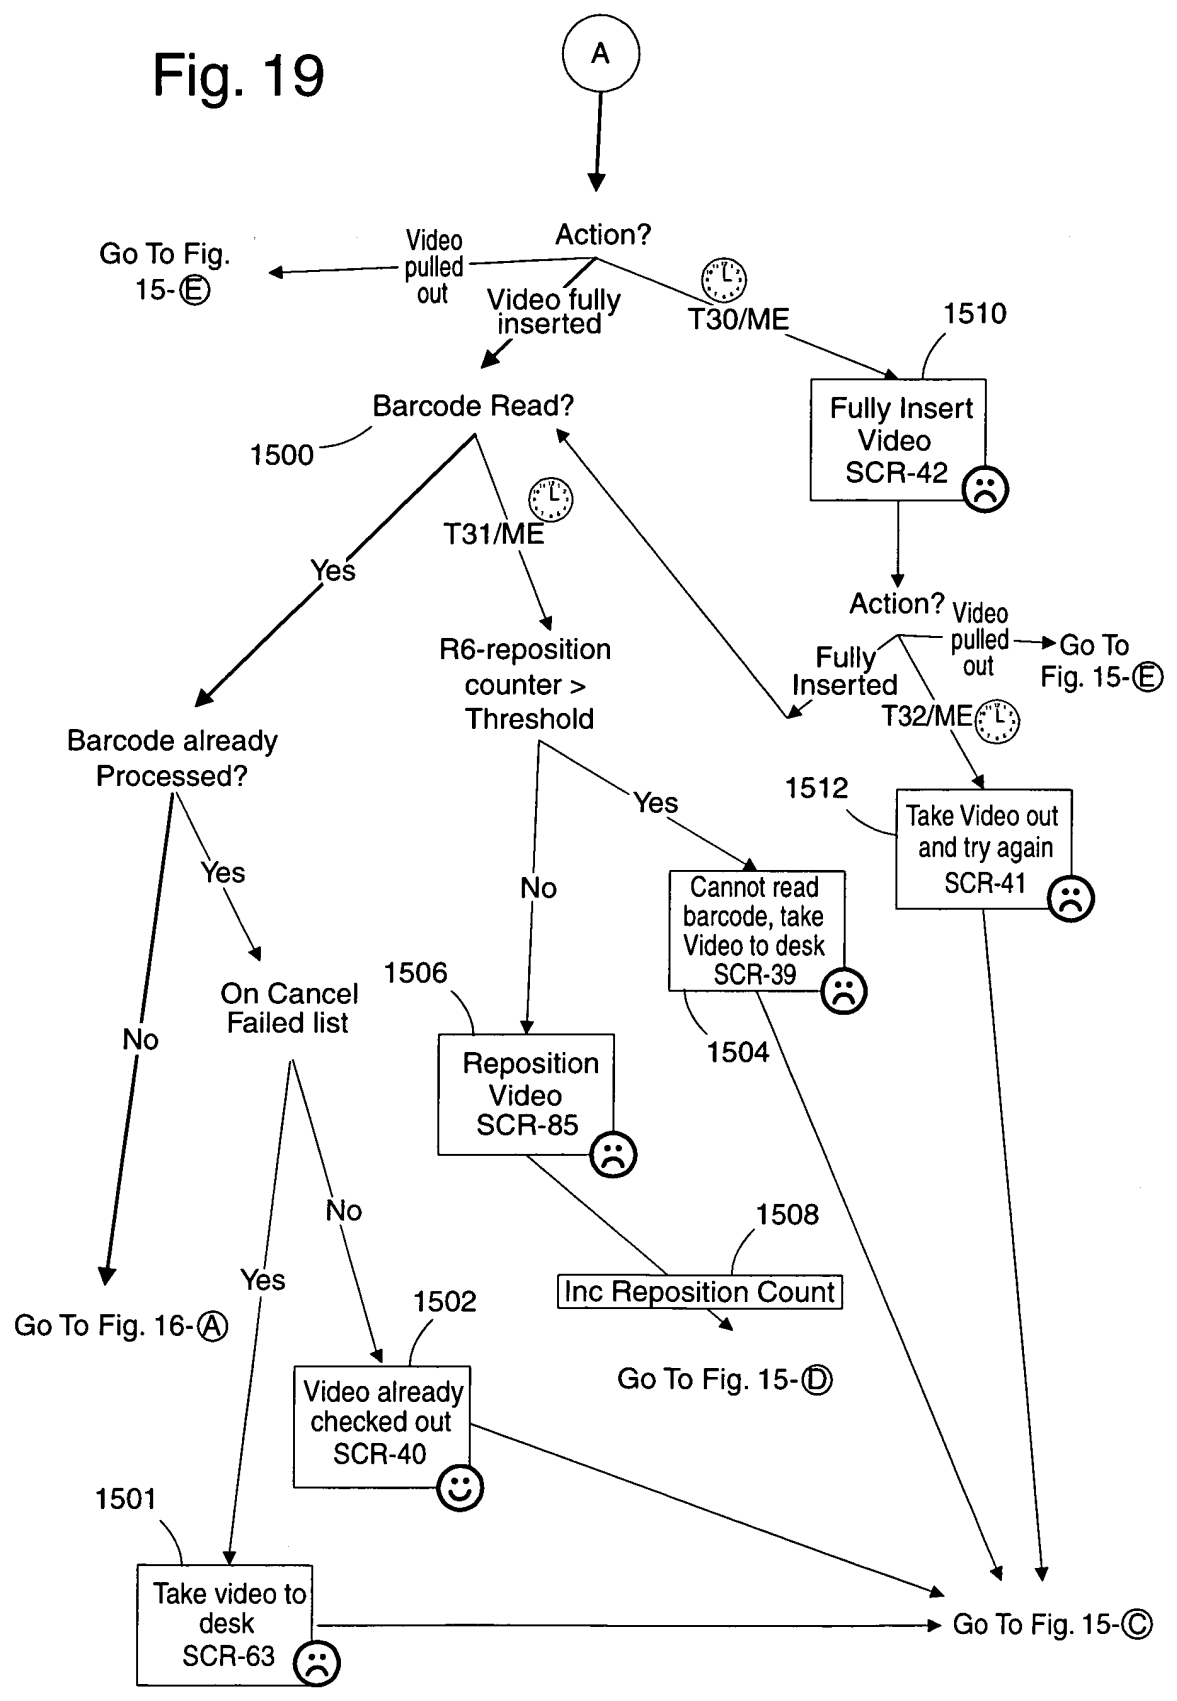 Fig. 19
A
Action?
Go To Fig.
15-E
Video
pulled
out
Video fully
inserted
T30/ME
1510
Fully Insert
Video
SCR-42
Barcode Read?
1500
T31/ME
Yes
Action?
Video
pulled
out
Go To
Fig. 15-E
Fully
Inserted
T32/ME
R6-reposition
counter >
Threshold
Barcode already
Processed?
1512
Take Video out
and try again
SCR-41
Yes
Yes
No
Cannot read
barcode, take
Video to desk
SCR-39
1504
1506
On Cancel
Failed list
No
Reposition
Video
SCR-85
No
1508
Inc Reposition Count
Yes
Go To Fig. 16-A
1502
Go To Fig. 15-D
Video already
checked out
SCR-40
1501
Take video to
desk
SCR-63
Go To Fig. 15-C